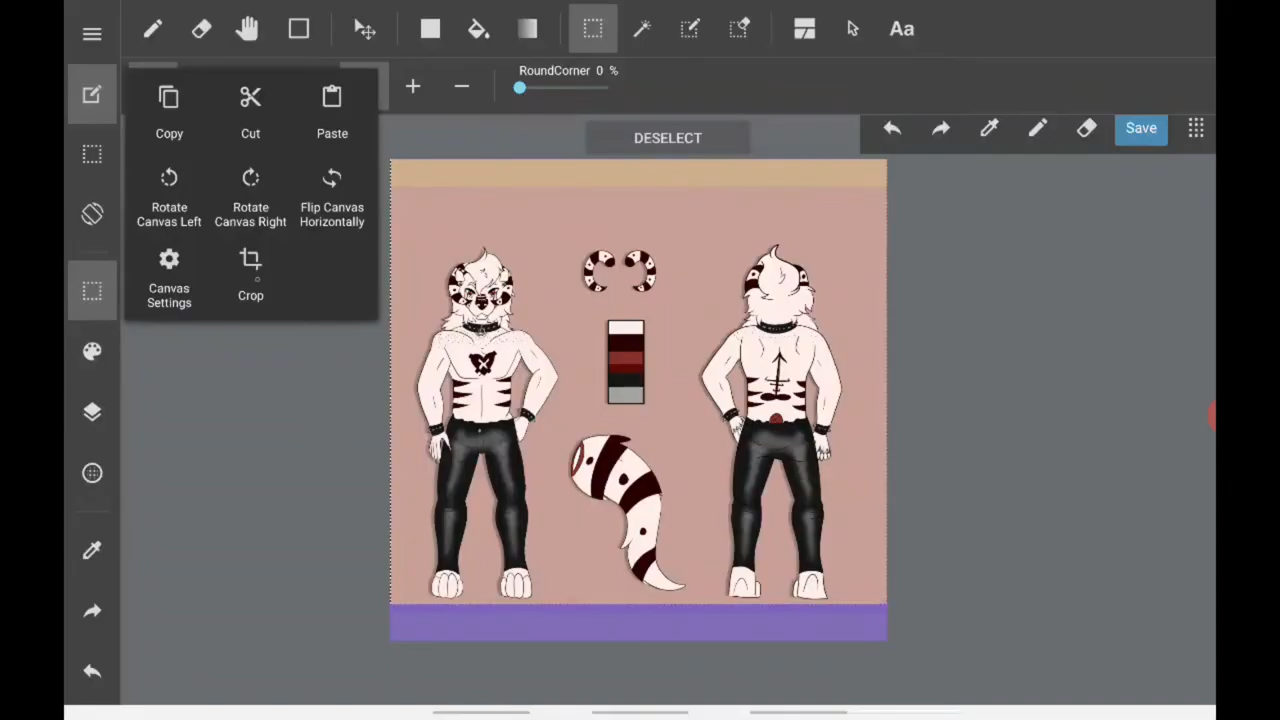 Aa
RoundCorner 0 %
Copy
Cut
Paste
DESELECT
Save
Rotate
Canvas Left
Rotate
Canvas Right
Flip Canvas
Horizontally
Canvas
Settings
Crop